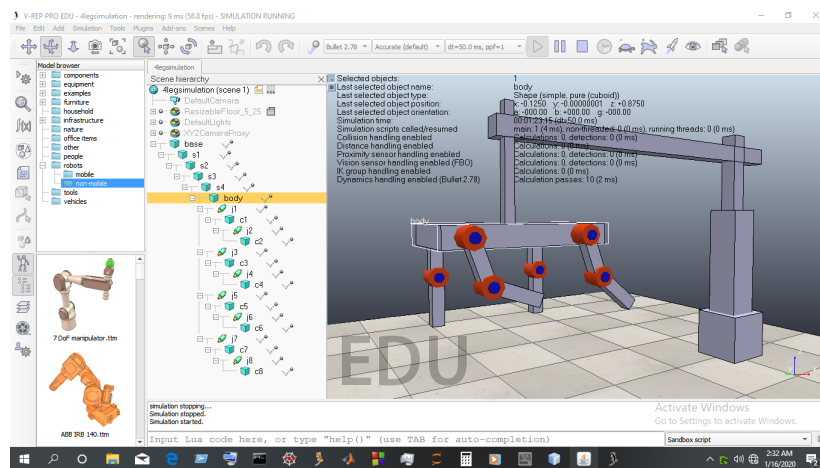 V-REP PRO EDU - 4legsimulation - rendering: 9 ms (58.8 fps) - SIMULATION RUNNING
File Edit Add Simulation Tools Plugins Add-ons Scenes Help
Bullet 2.78 Accurate (default) dt=50.0 ms, ppf=1
Model browser
components
equipment
examples
furniture
household
infrastructure
nature
office items
other
people
robots
mobile
non-mobile
tools
vehicles
7 DoF manipulator.ttm
ABB IRB 140.ttm
4legsimulation
Scene hierarchy
4legsimulation (scene 1)
DefaultCamera
ResizableFloor_5_25
DefaultLights
XYZCameraProxy
base
s1
s2
s3
s4
body
j1
c1
j2
c2
j3
c3
j4
c4
j5
c5
j6
c6
j7
c7
j8
c8
Selected objects: 1
Last selected object name: body
Last selected object type: Shape (simple, pure (cuboid))
Last selected object position: x: -0.1250 y: -0.00000001 z: +0.8750
Last selected object orientation: a: -000.00 b: +000.00 g: -000.00
Simulation time: 00:01:23.15 (dt=50.0 ms)
Simulation scripts called/resumed main: 1 (4 ms), non-threaded: 0 (0 ms), running threads: 0 (0 ms)
Collision handling enabled Calculations: 0, detections: 0 (0 ms)
Distance handling enabled Calculations: 0 (0 ms)
Proximity sensor handling enabled Calculations: 0, detections: 0 (0 ms)
Vision sensor handling enabled (FBO) Calculations: 0, detections: 0 (0 ms)
IK group handling enabled Calculations: 0 (0 ms)
Dynamics handling enabled (Bullet 2.78) Calculation passes: 10 (2 ms)
body
EDU
simulation stopping...
Simulation stopped.
Simulation started.
Activate Windows
Go to Settings to activate Windows.
Input Lua code here, or type "help()" (use TAB for auto-completion)
Sandbox script
2:32 AM
1/16/2020